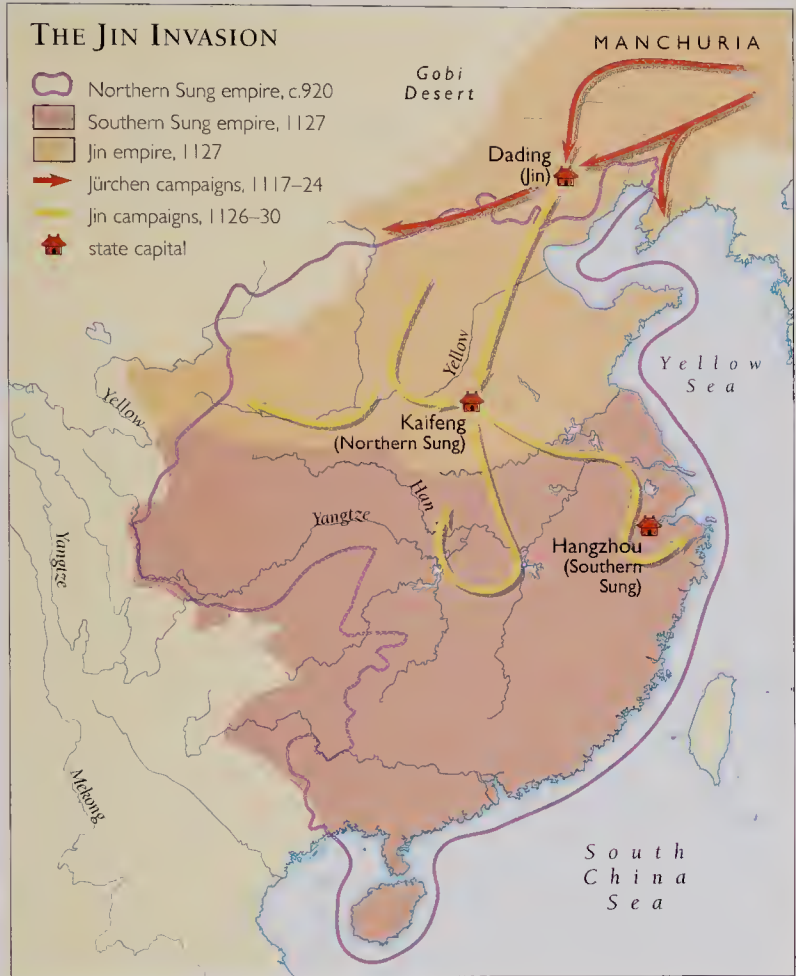 THE JIN INVASION
Northern Sung empire, c.920
Southern Sung empire, 1127
Jin empire, 1127
Jürchen campaigns, 1117–24
Jin campaigns, 1126–30
state capital
MANCHURIA
Gobi
Desert
Dading
(Jin)
Yellow
Yellow
Sea
Yellow
Kaifeng
(Northern Sung)
Han
Yangtze
Yangtze
Hangzhou
(Southern
Sung)
Mekong
South
China
Sea